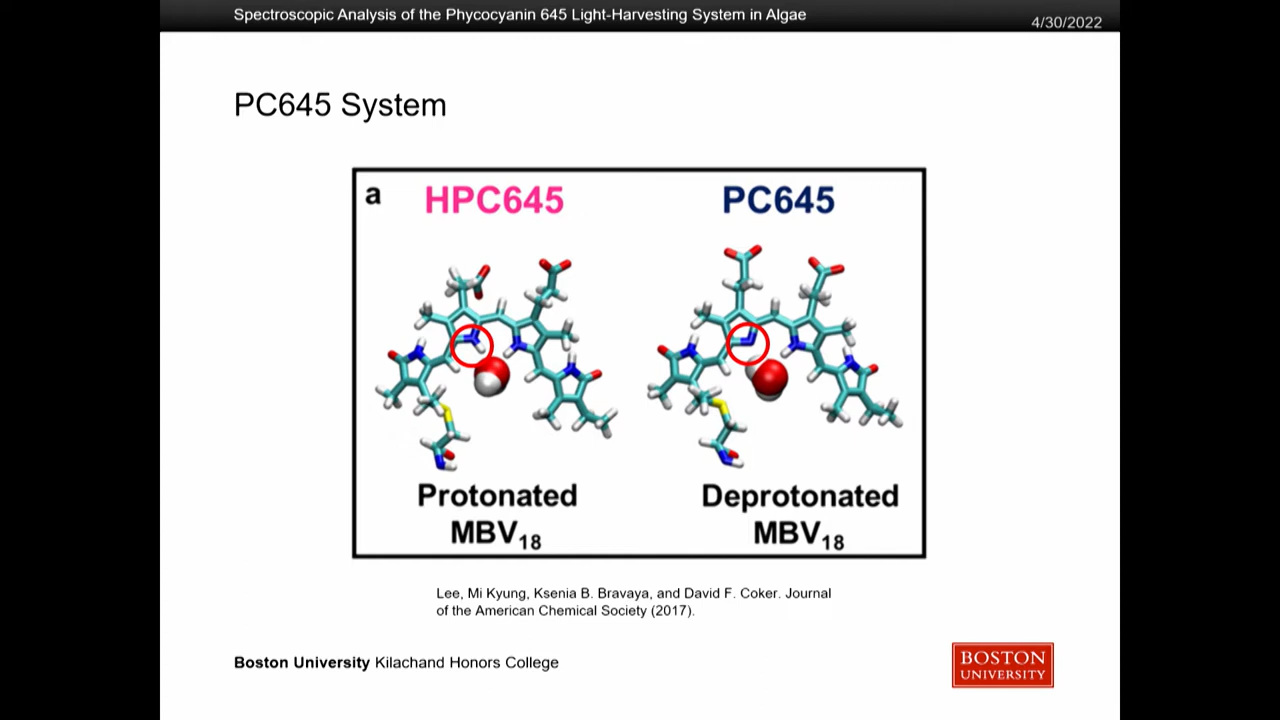 Spectroscopic Analysis of the Phycocyanin 645 Light-Harvesting System in Algae
4/30/2022
PC645 System
a
HPC645
PC645
Protonated
MBV18
Deprotonated
MBV18
Lee, Mi Kyung, Ksenia B. Bravaya, and David F. Coker. Journal
of the American Chemical Society (2017).
Boston University Kilachand Honors College
BOSTON
UNIVERSITY